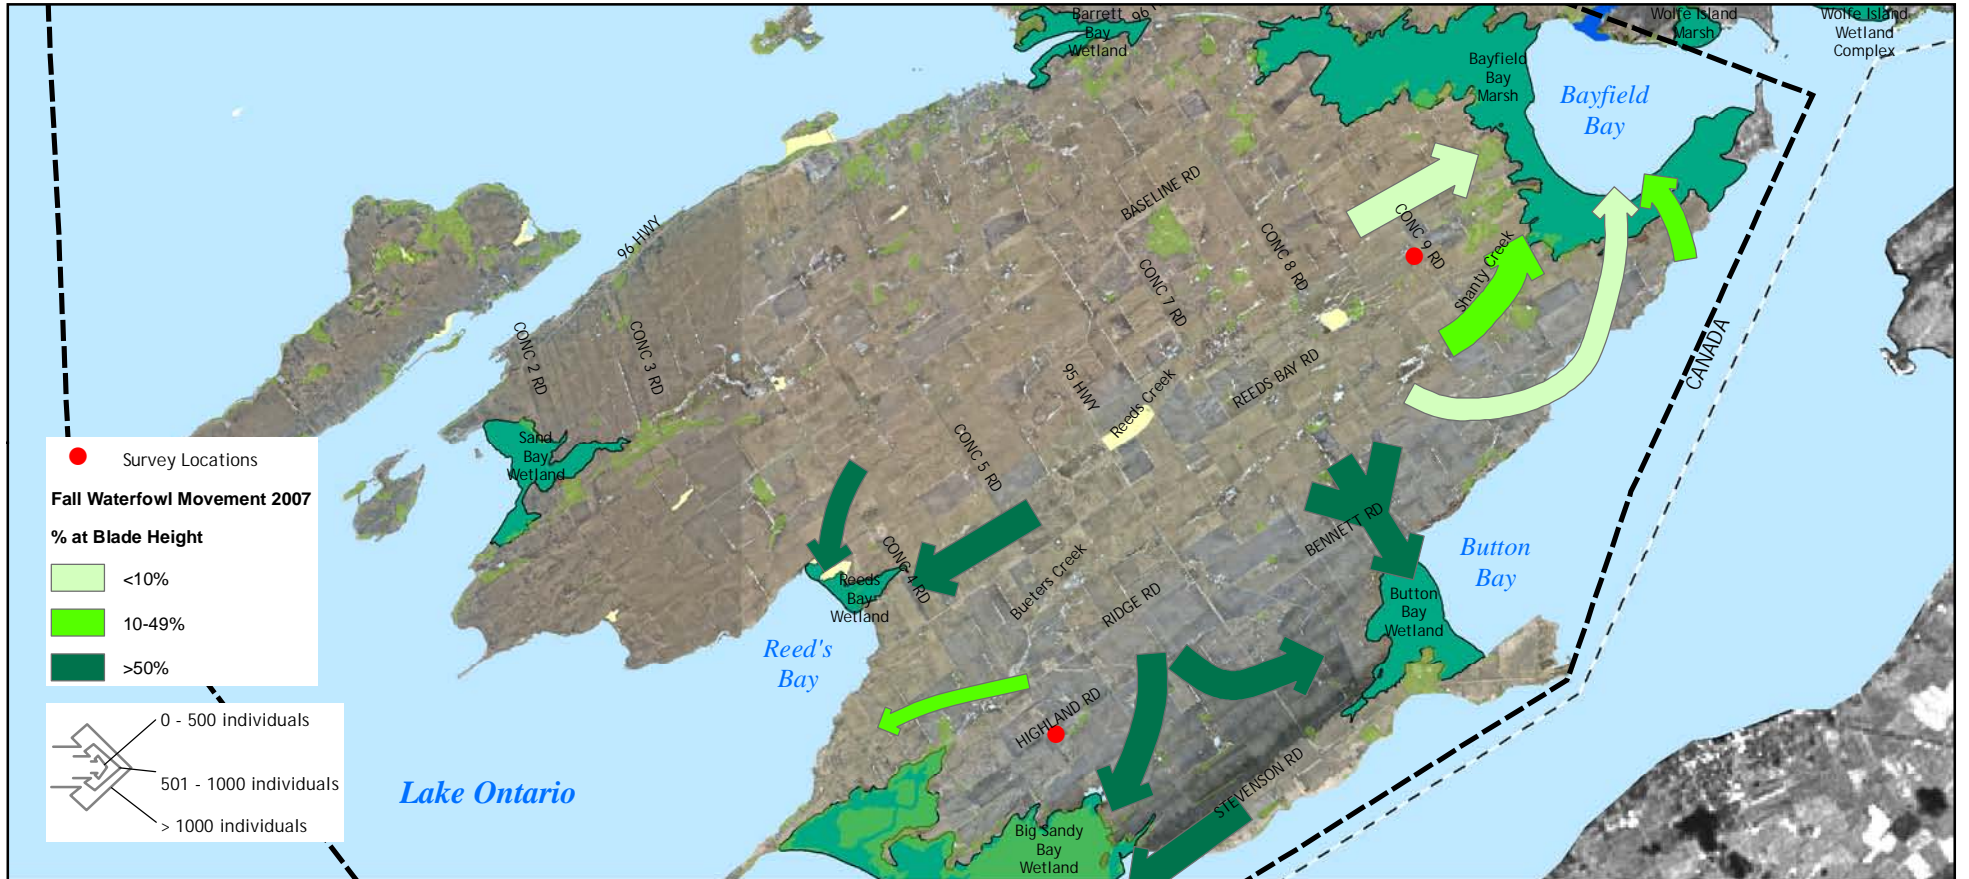 Barrett
Bay
Wetland
96
Bayfield
Bay
Marsh
Bayfield
Bay
Wolfe Island
Marsh
Wolfe Island
Wetland
Complex
96 HWY
BASELINE RD
CONC 9 RD
CONC 8 RD
CONC 7 RD
Shanty Creek
CANADA
CONC 2 RD
CONC 3 RD
95 HWY
Reeds Creek
REEDS BAY RD
CONC 5 RD
Sand
Bay
Wetland
BENNETT RD
Button
Bay
CONC 4 RD
Reeds
Bay
Wetland
Bueters Creek
RIDGE RD
Button
Bay
Wetland
Reed's
Bay
HIGHLAND RD
STEVENSON RD
Lake Ontario
Big Sandy
Bay
Wetland
Survey Locations
Fall Waterfowl Movement 2007
% at Blade Height
<10%
10-49%
>50%
0 - 500 individuals
501 - 1000 individuals
> 1000 individuals